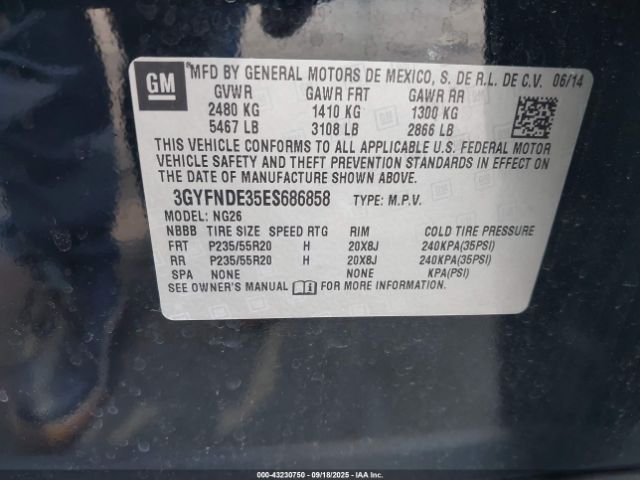 GM
MFD BY GENERAL MOTORS DE MEXICO, S. DE R.L. DE C.V. 06/14
GVWR GAWR FRT GAWR RR
2480 KG 1410 KG 1300 KG
5467 LB 3108 LB 2866 LB
THIS VEHICLE CONFORMS TO ALL APPLICABLE U.S. FEDERAL MOTOR
VEHICLE SAFETY AND THEFT PREVENTION STANDARDS IN EFFECT ON
THE DATE OF MANUFACTURE SHOWN ABOVE.
3GYFNDE35ES686858 TYPE: M.P.V.
MODEL: NG26
NBBB TIRE SIZE SPEED RTG RIM COLD TIRE PRESSURE
FRT P235/55R20 H 20X8J 240KPA(35PSI)
RR P235/55R20 H 20X8J 240KPA(35PSI)
SPA NONE NONE KPA(PSI)
SEE OWNER'S MANUAL FOR MORE INFORMATION.
000-43230750 - 09/18/2025 - IAAI.COM